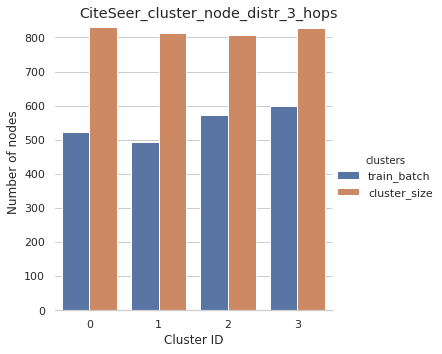 CiteSeer_cluster_node_distr_3_hops
800
700
600
500
400
300
200
100
0
Number of nodes
0 1 2 3
Cluster ID
clusters
train_batch
cluster_size